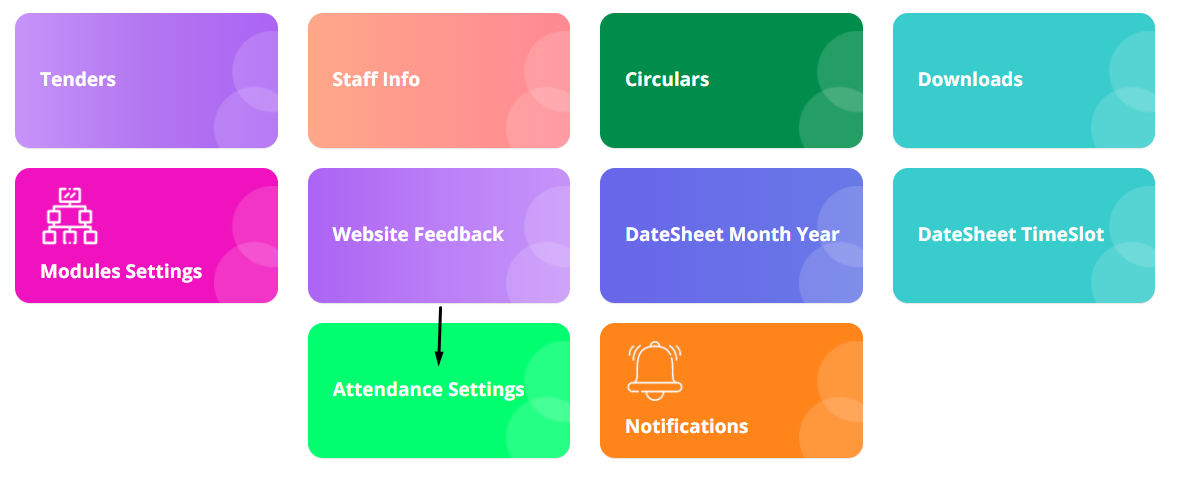 Tenders
Staff Info
Circulars
Downloads
Modules Settings
Website Feedback
DateSheet Month Year
DateSheet TimeSlot
Attendance Settings
Notifications